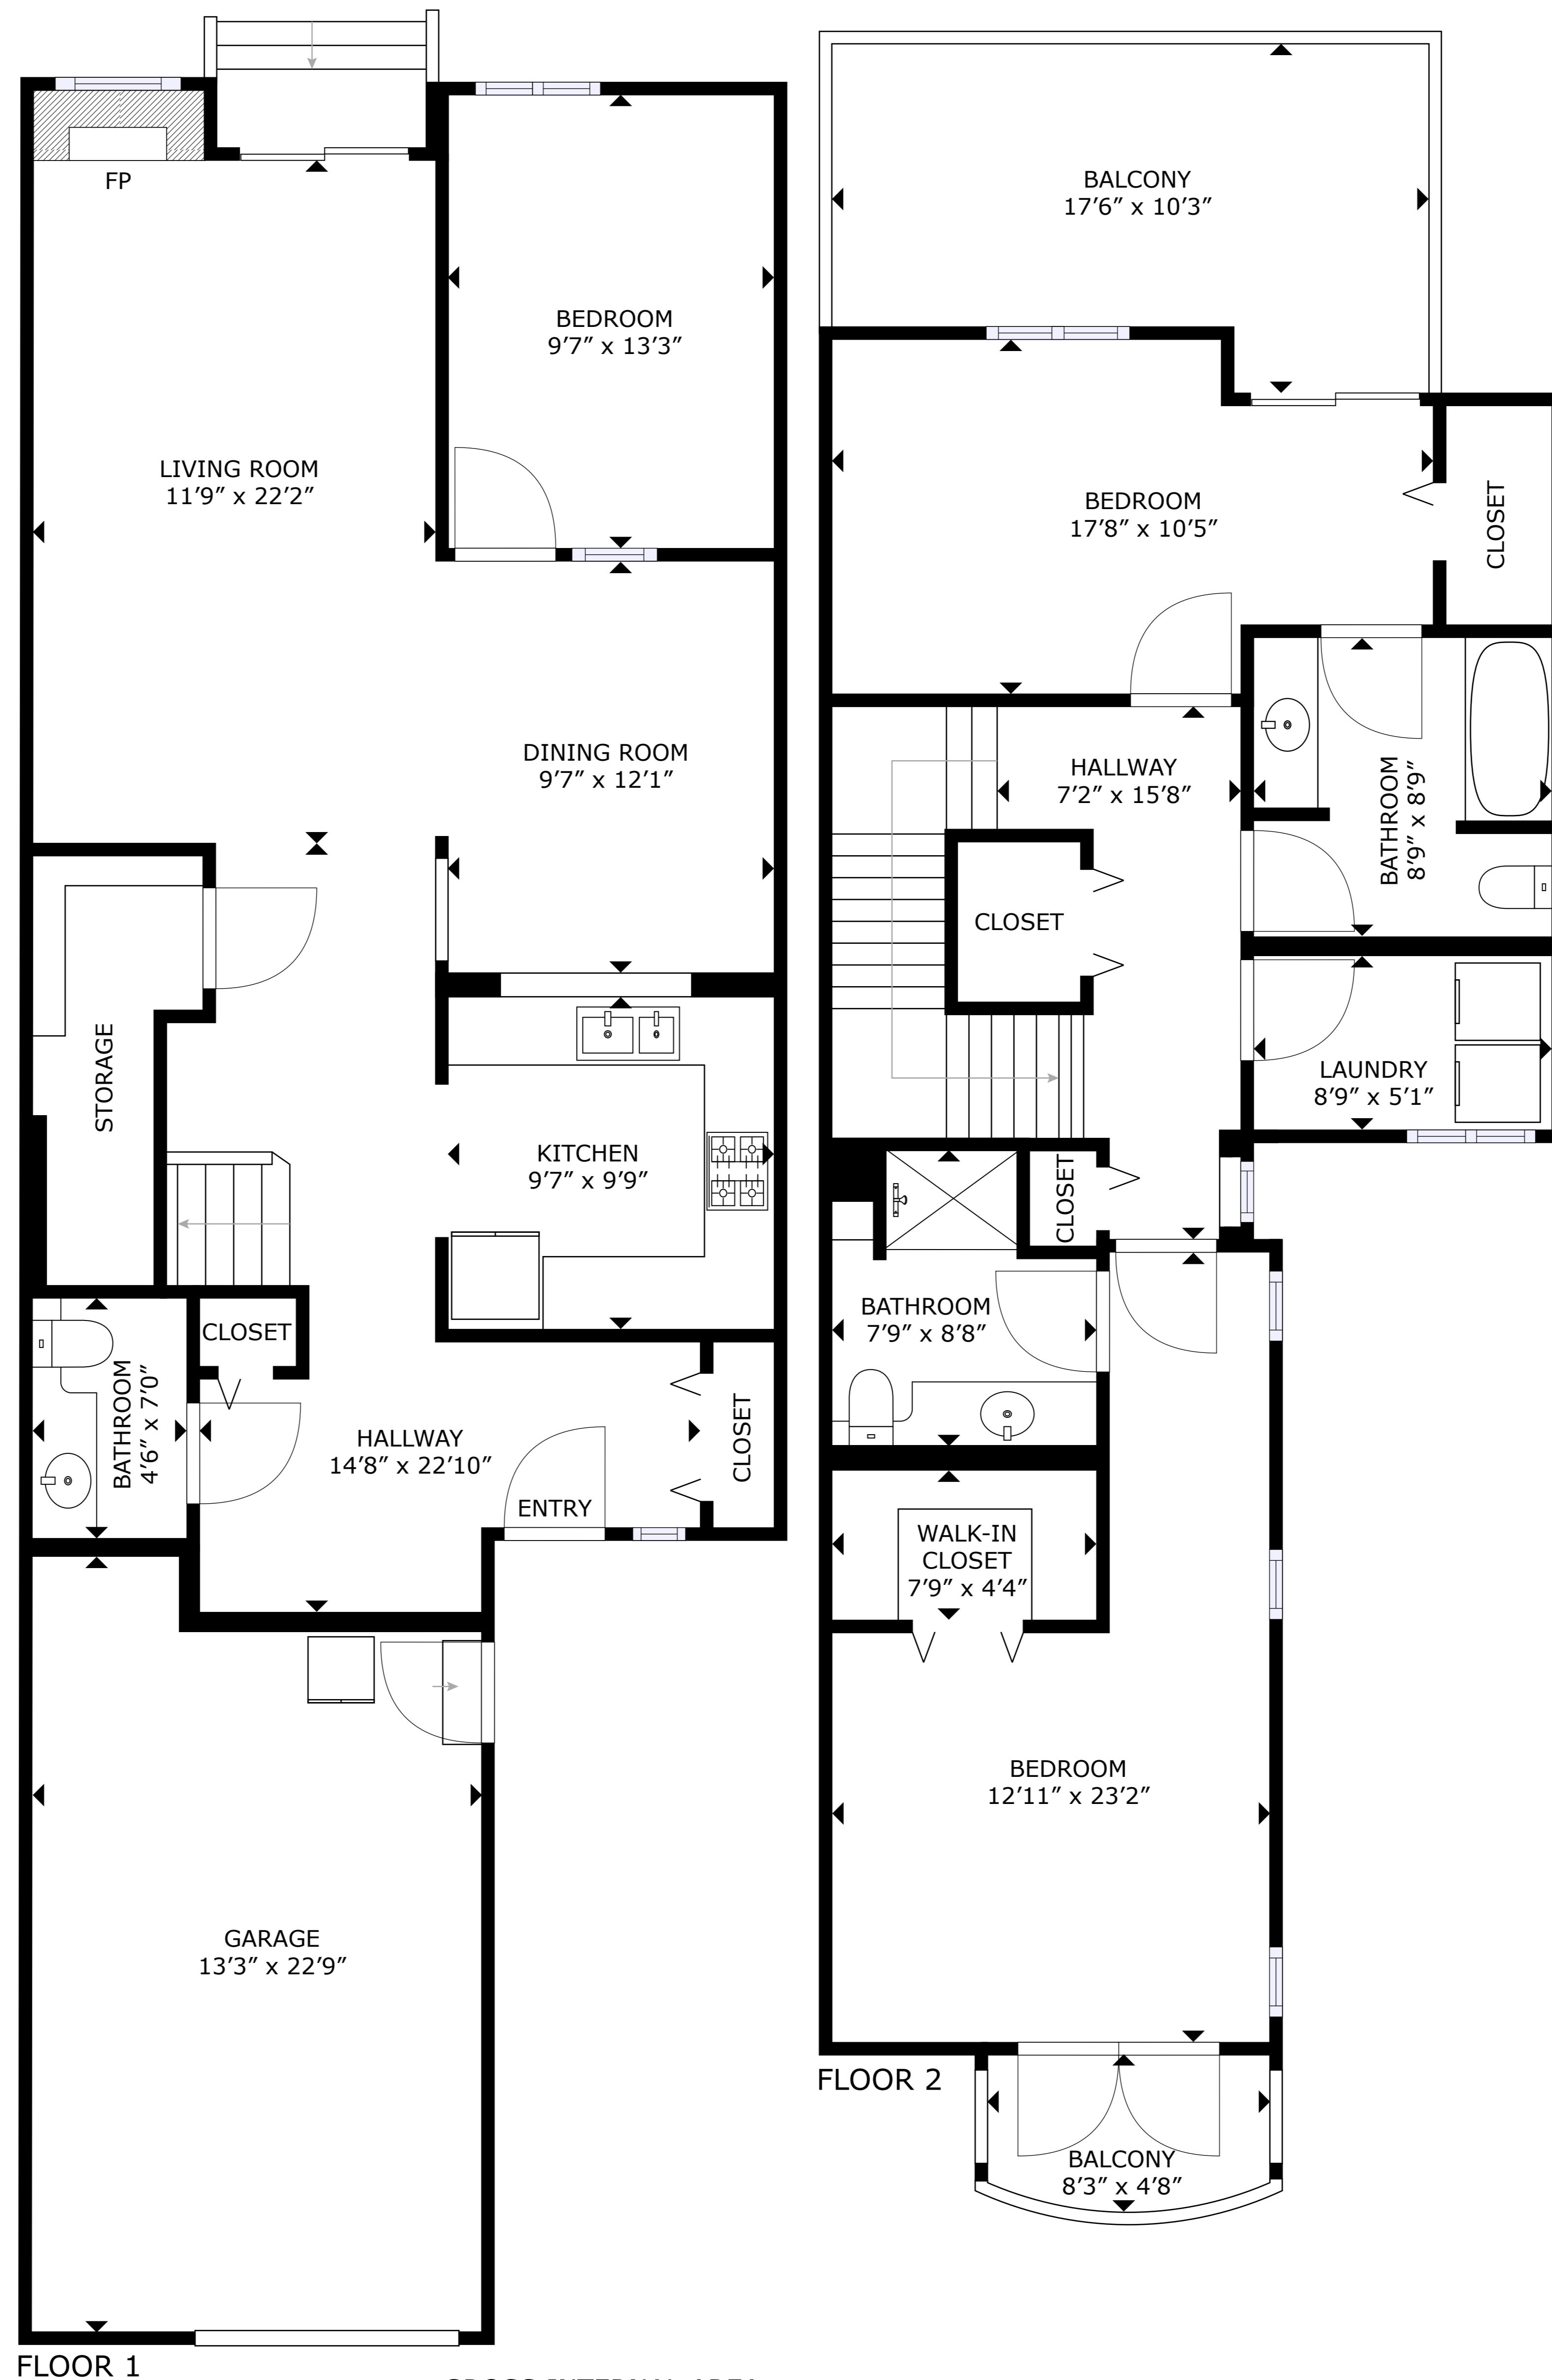 FP
LIVING ROOM
11′9″ x 22′2″
BEDROOM
9′7″ x 13′3″
DINING ROOM
9′7″ x 12′1″
STORAGE
KITCHEN
9′7″ x 9′9″
CLOSET
BATHROOM
4′6″ x 7′0″
HALLWAY
14′8″ x 22′10″
ENTRY
CLOSET
GARAGE
13′3″ x 22′9″
FLOOR 1
BALCONY
17′6″ x 10′3″
BEDROOM
17′8″ x 10′5″
CLOSET
HALLWAY
7′2″ x 15′8″
BATHROOM
8′9″ x 8′9″
CLOSET
LAUNDRY
8′9″ x 5′1″
CLOSET
BATHROOM
7′9″ x 8′8″
WALK-IN
CLOSET
7′9″ x 4′4″
BEDROOM
12′11″ x 23′2″
FLOOR 2
BALCONY
8′3″ x 4′8″
GROSS INTERNAL AREA